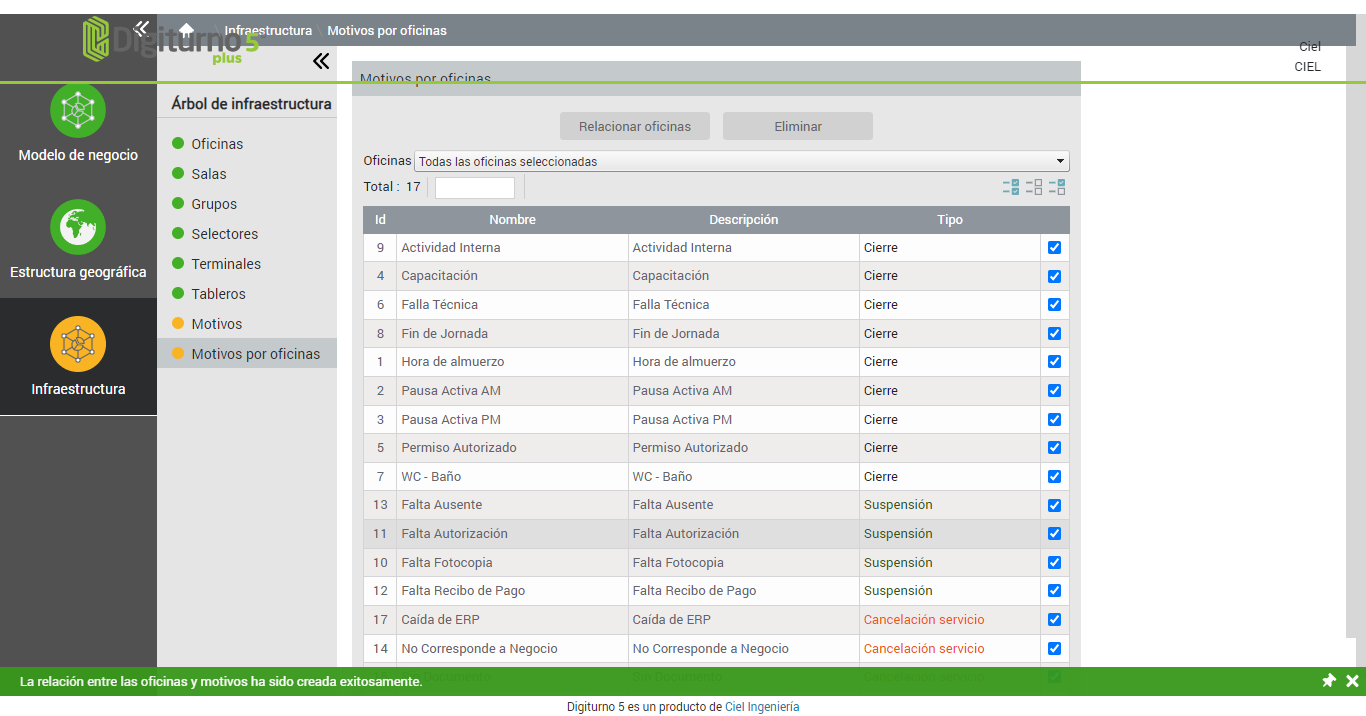 Digiturno 5
plus
Infraestructura Motivos por oficinas
Ciel
CIEL
Modelo de negocio
Estructura geográfica
Infraestructura
Árbol de infraestructura
Oficinas
Salas
Grupos
Selectores
Terminales
Tableros
Motivos
Motivos por oficinas
Motivos por oficinas
Relacionar oficinas Eliminar
Oficinas Todas las oficinas seleccionadas
Total : 17
Id Nombre Descripción Tipo
9 Actividad Interna Actividad Interna Cierre
4 Capacitación Capacitación Cierre
6 Falla Técnica Falla Técnica Cierre
8 Fin de Jornada Fin de Jornada Cierre
1 Hora de almuerzo Hora de almuerzo Cierre
2 Pausa Activa AM Pausa Activa AM Cierre
3 Pausa Activa PM Pausa Activa PM Cierre
5 Permiso Autorizado Permiso Autorizado Cierre
7 WC - Baño WC - Baño Cierre
13 Falta Ausente Falta Ausente Suspensión
11 Falta Autorización Falta Autorización Suspensión
10 Falta Fotocopia Falta Fotocopia Suspensión
12 Falta Recibo de Pago Falta Recibo de Pago Suspensión
17 Caída de ERP Caída de ERP Cancelación servicio
14 No Corresponde a Negocio No Corresponde a Negocio Cancelación servicio
Sin Documento Sin Documento Cancelación servicio
La relación entre las oficinas y motivos ha sido creada exitosamente.
Digiturno 5 es un producto de Ciel Ingeniería